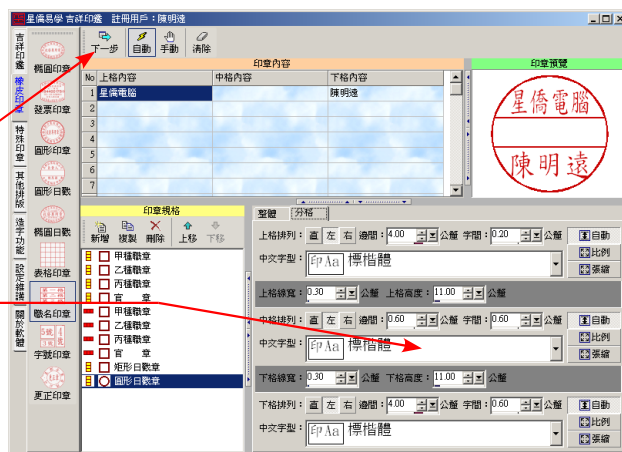 星僑易學 吉祥印鑑 註冊用戶：陳明遠
吉祥印鑑
橡皮印章
特殊印章
其他排版
造字功能
設定維護
關於軟體
橢圓印章
發票印章
圓形印章
圓形日戳
橢圓日戳
表格印章
職名印章
字號印章
更正印章
下一步 自動 手動 清除
印章內容
No 上格內容 中格內容 下格內容
1 星僑電腦 陳明遠
2
3
4
5
6
7
印章預覽
星僑電腦
陳明遠
印章規格
新增 複製 刪除 上移 下移
甲種職章
乙種職章
丙種職章
官 章
甲種職章
乙種職章
丙種職章
官 章
矩形日戳章
圓形日戳章
整體 分格
上格排列： 直 左 右 邊間： 4.00 公釐 字間： 0.20 公釐 自動
中文字型： 印Aa 標楷體 比例
張縮
上格線寬： 0.30 公釐 上格高度： 11.00 公釐
中格排列： 直 左 右 邊間： 0.60 公釐 字間： 0.60 公釐 自動
中文字型： 印Aa 標楷體 比例
張縮
下格線寬： 0.30 公釐 下格高度： 11.00 公釐
下格排列： 直 左 右 邊間： 4.00 公釐 字間： 0.60 公釐 自動
中文字型： 印Aa 標楷體 比例
張縮